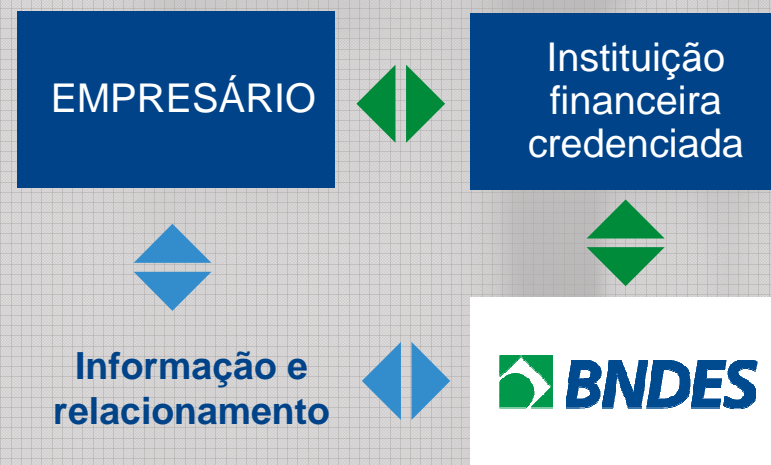 EMPRESÁRIO
Instituição
financeira
credenciada
Informação e
relacionamento
BNDES